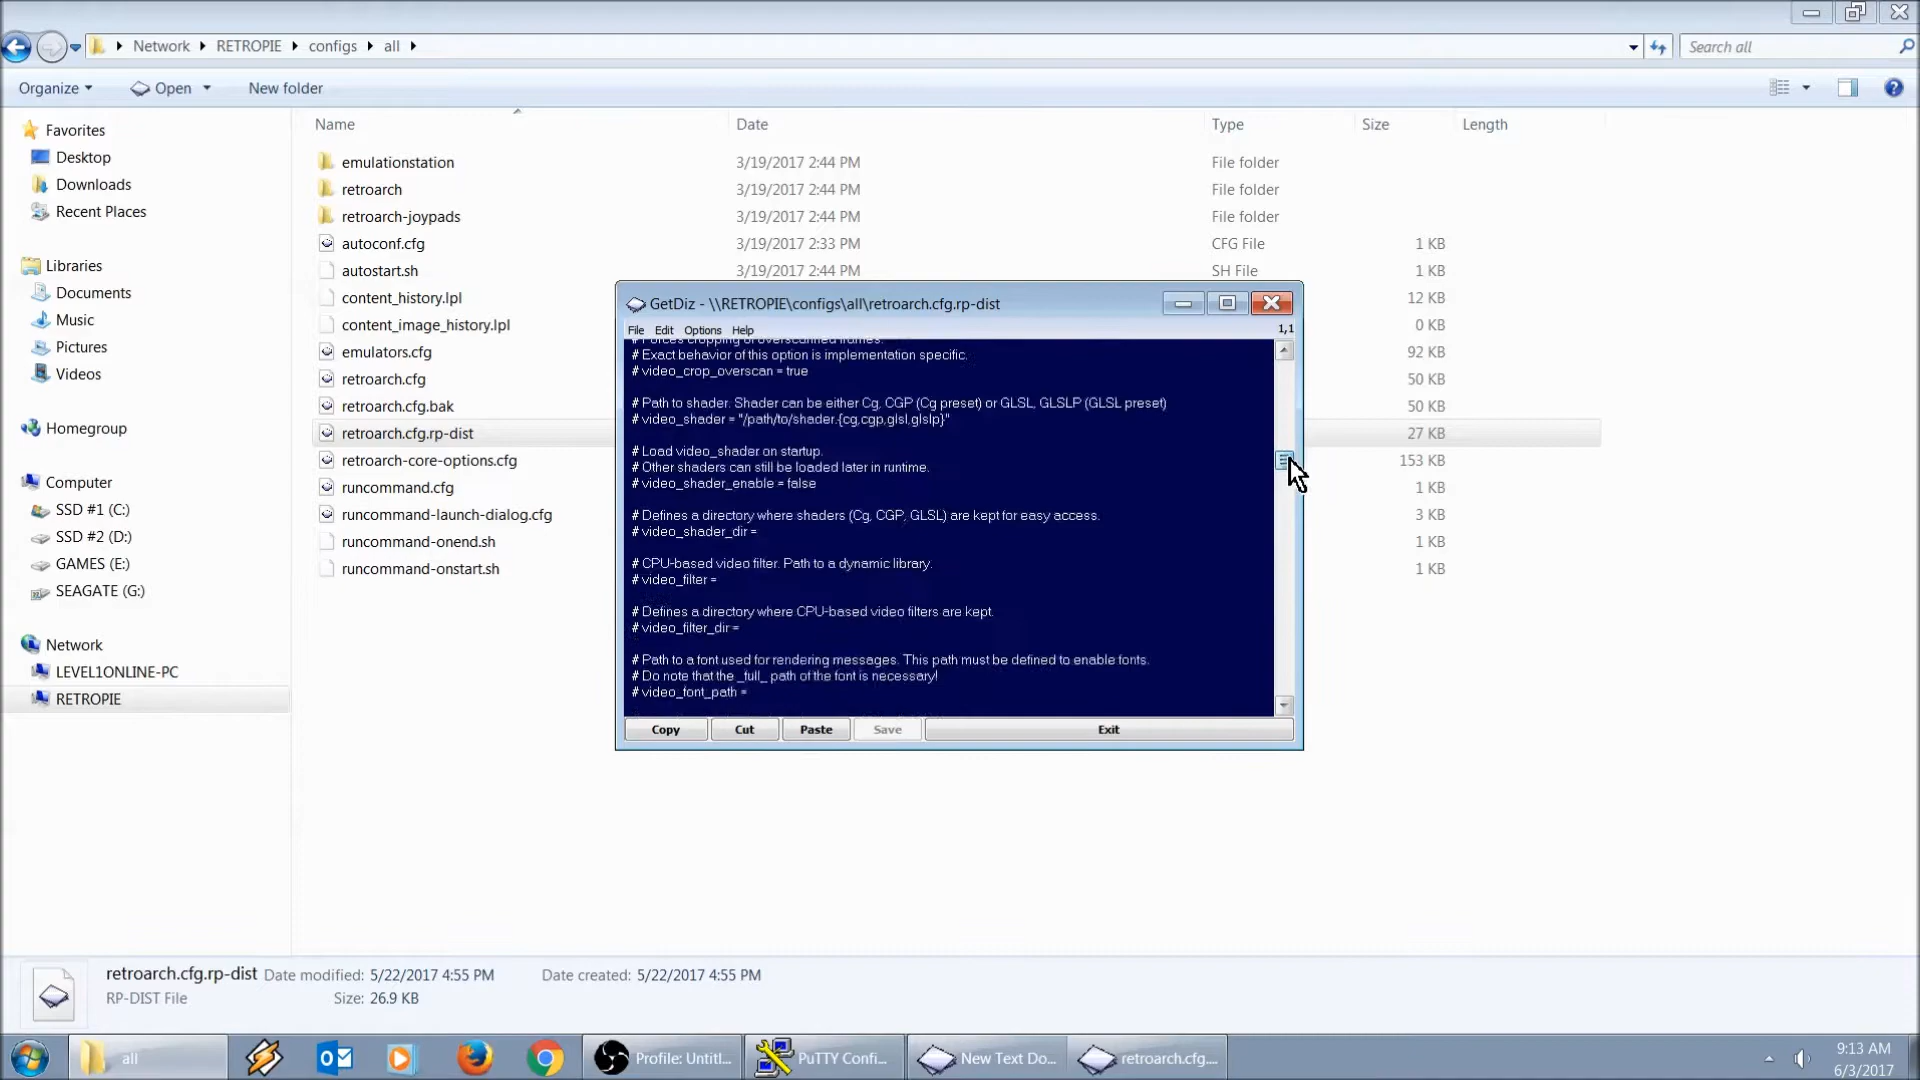 Network RETROPIE configs all
Search all
Organize Open New folder
Name Date Type Size Length
Favorites
Desktop
Downloads
Recent Places
Libraries
Documents
Music
Pictures
Videos
Homegroup
Computer
SSD #1 (C:)
SSD #2 (D:)
GAMES (E:)
SEAGATE (G:)
Network
LEVEL1ONLINE-PC
RETROPIE
emulationstation 3/19/2017 2:44 PM File folder
retroarch 3/19/2017 2:44 PM File folder
retroarch-joypads 3/19/2017 2:44 PM File folder
autoconf.cfg 3/19/2017 2:33 PM CFG File 1 KB
autostart.sh 3/19/2017 2:44 PM SH File 1 KB
content_history.lpl 12 KB
content_image_history.lpl 0 KB
emulators.cfg 92 KB
retroarch.cfg 50 KB
retroarch.cfg.bak 50 KB
retroarch.cfg.rp-dist 27 KB
retroarch-core-options.cfg 153 KB
runcommand.cfg 1 KB
runcommand-launch-dialog.cfg 3 KB
runcommand-onend.sh 1 KB
runcommand-onstart.sh 1 KB
GetDiz - \\RETROPIE\configs\all\retroarch.cfg.rp-dist
File Edit Options Help 1,1
# Forces cropping of overscanned frames.
# Exact behavior of this option is implementation specific.
# video_crop_overscan = true
# Path to shader. Shader can be either Cg, CGP (Cg preset) or GLSL, GLSLP (GLSL preset)
# video_shader = "/path/to/shader.{cg,cgp,glsl,glslp}"
# Load video_shader on startup.
# Other shaders can still be loaded later in runtime.
# video_shader_enable = false
# Defines a directory where shaders (Cg, CGP, GLSL) are kept for easy access.
# video_shader_dir =
# CPU-based video filter. Path to a dynamic library.
# video_filter =
# Defines a directory where CPU-based video filters are kept.
# video_filter_dir =
# Path to a font used for rendering messages. This path must be defined to enable fonts.
# Do note that the _full_ path of the font is necessary!
# video_font_path =
Copy Cut Paste Save Exit
retroarch.cfg.rp-dist Date modified: 5/22/2017 4:55 PM Date created: 5/22/2017 4:55 PM
RP-DIST File Size: 26.9 KB
all Profile: Untitl... PuTTY Confi... New Text Do... retroarch.cfg....
9:13 AM
6/3/2017